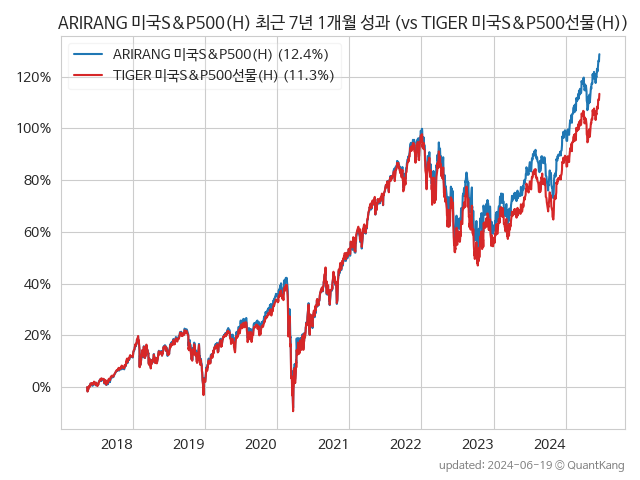 ARIRANG 미국S&P500(H) 최근 7년 1개월 성과 (vs TIGER 미국S&P500선물(H))
ARIRANG 미국S&P500(H) (12.4%)
TIGER 미국S&P500선물(H) (11.3%)
120%
100%
80%
60%
40%
20%
0%
2018 2019 2020 2021 2022 2023 2024
updated: 2024-06-19 © QuantKang